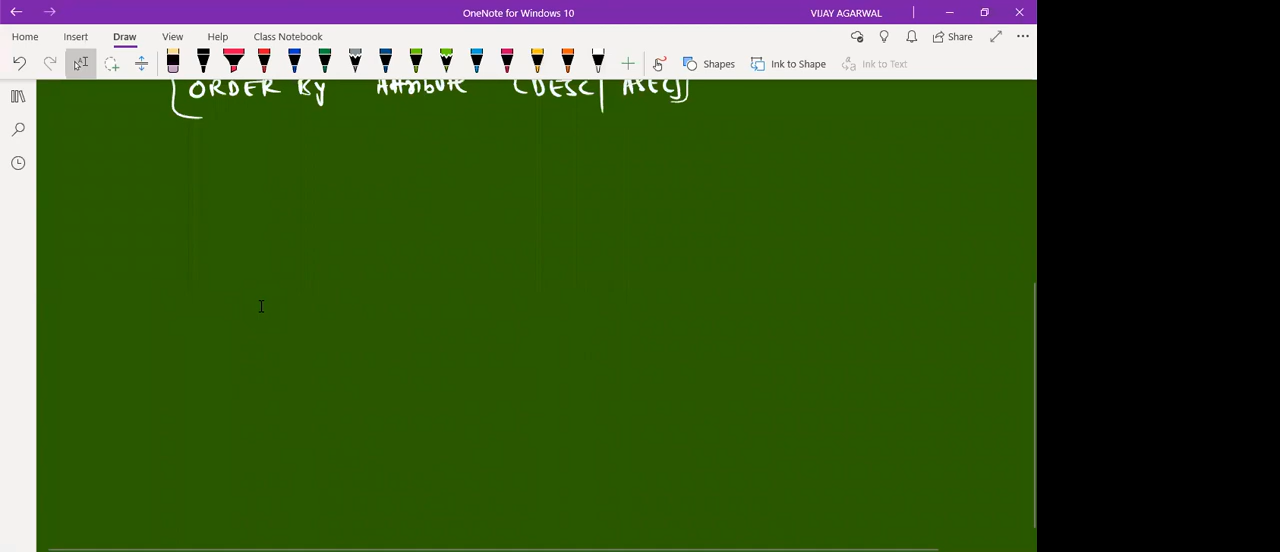 OneNote for Windows 10
VIJAY AGARWAL
Home Insert Draw View Help Class Notebook
Share
Shapes Ink to Shape Ink to Text
[ORDER By Attribute (DESC| ASEC)]